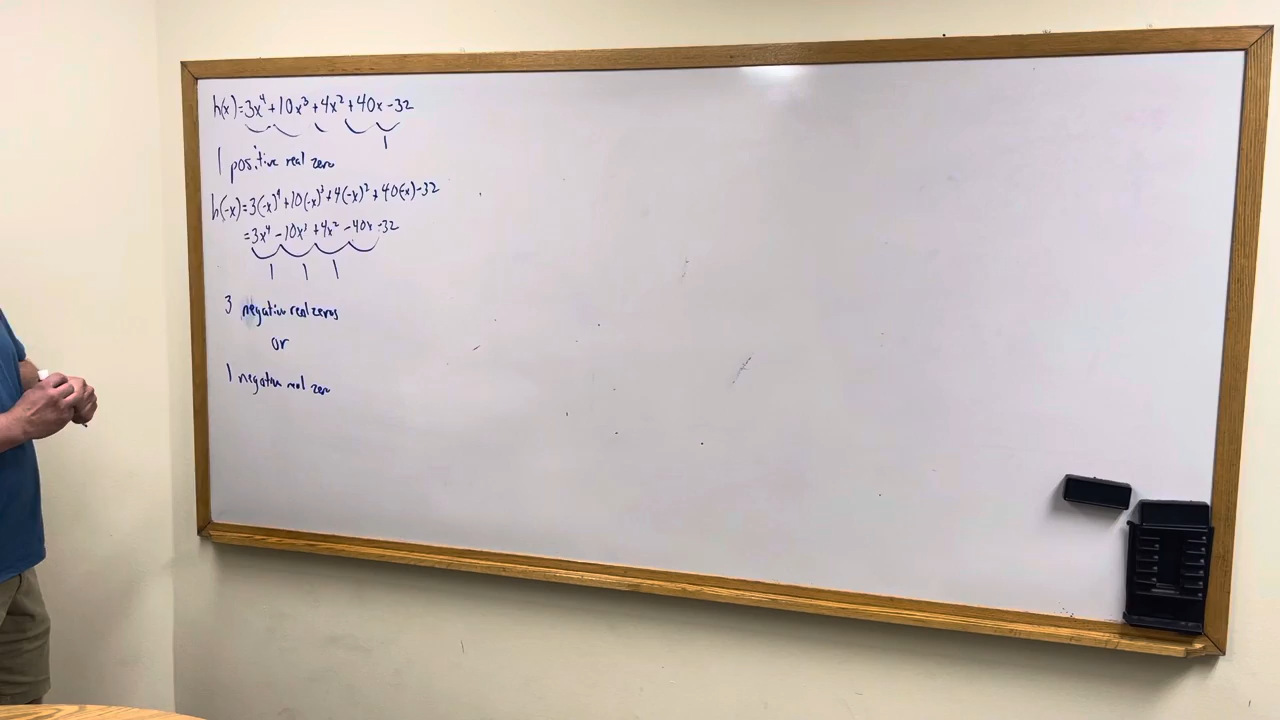 h(x)=3x⁴+10x³+4x²+40x-32
1
1 positive real zero
h(-x)=3(-x)⁴+10(-x)³+4(-x)²+40(-x)-32
=3x⁴-10x³+4x²-40x-32
1 1 1
3 negative real zeros
or
1 negative real zero